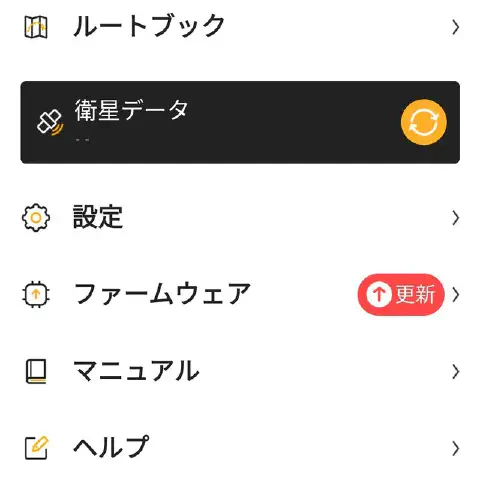 ルートブック
衛星データ
--
設定
ファームウェア
更新
マニュアル
ヘルプ